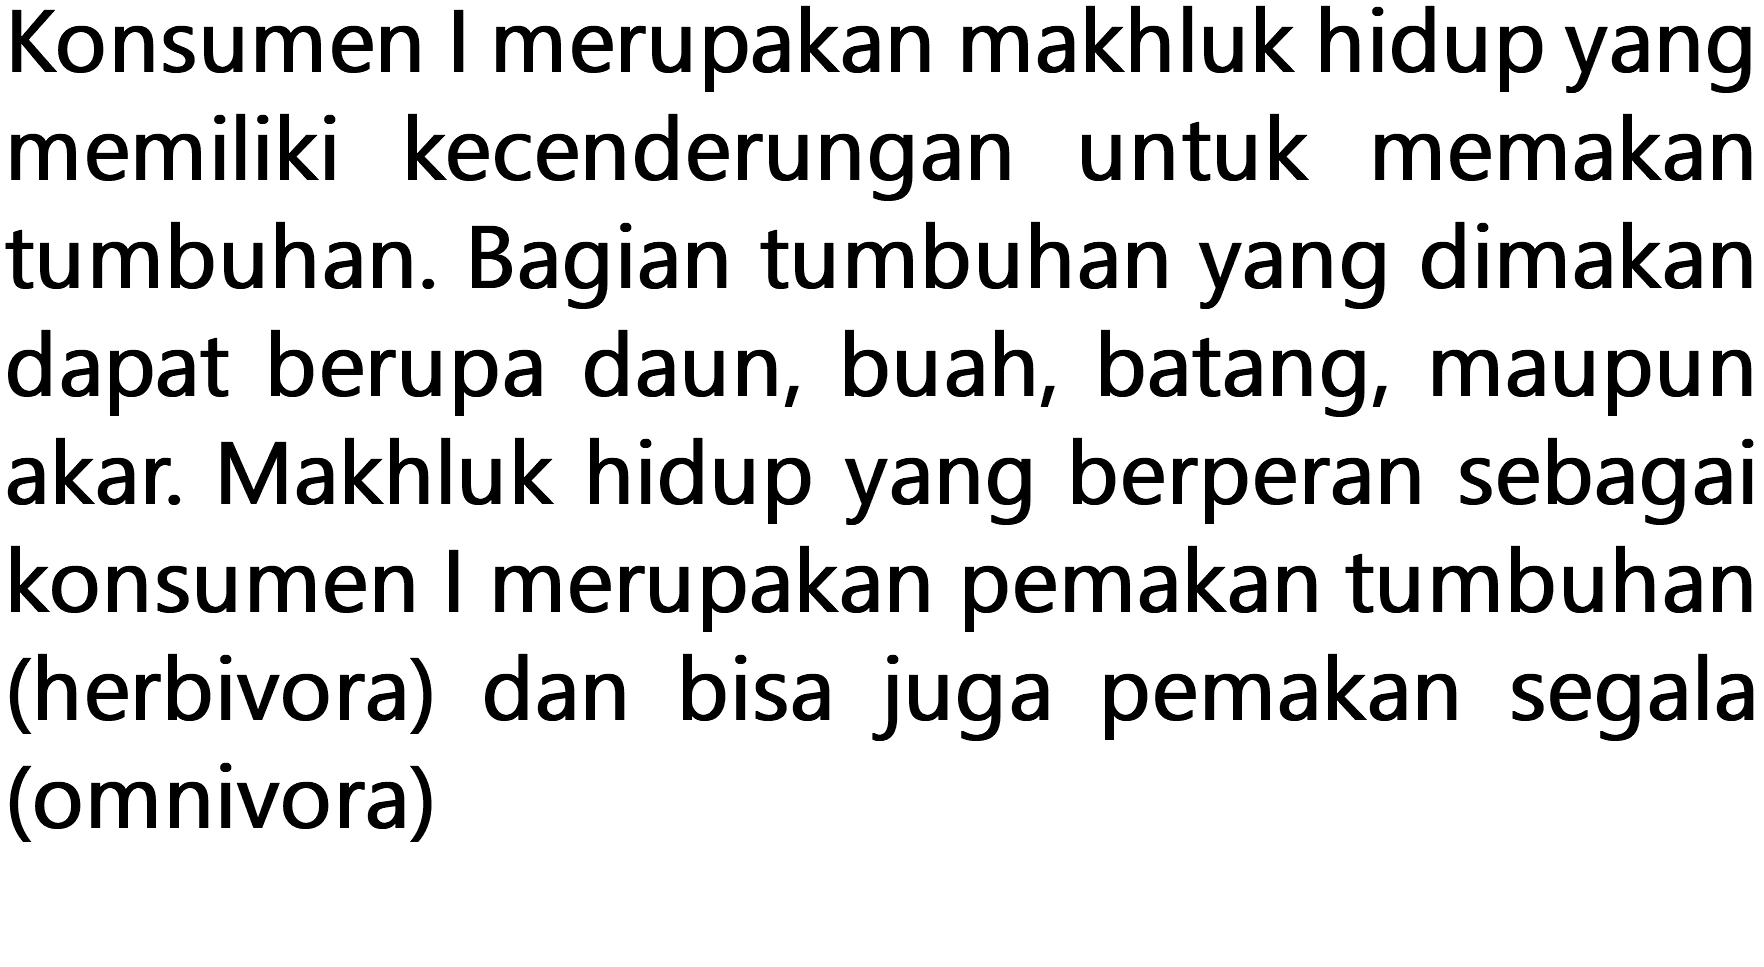 Konsumen I merupakan makhluk hidup yang
memiliki kecenderungan untuk memakan
tumbuhan. Bagian tumbuhan yang dimakan
dapat berupa daun, buah, batang, maupun
akar. Makhluk hidup yang berperan sebagai
konsumen I merupakan pemakan tumbuhan
(herbivora) dan bisa juga pemakan segala
(omnivora)